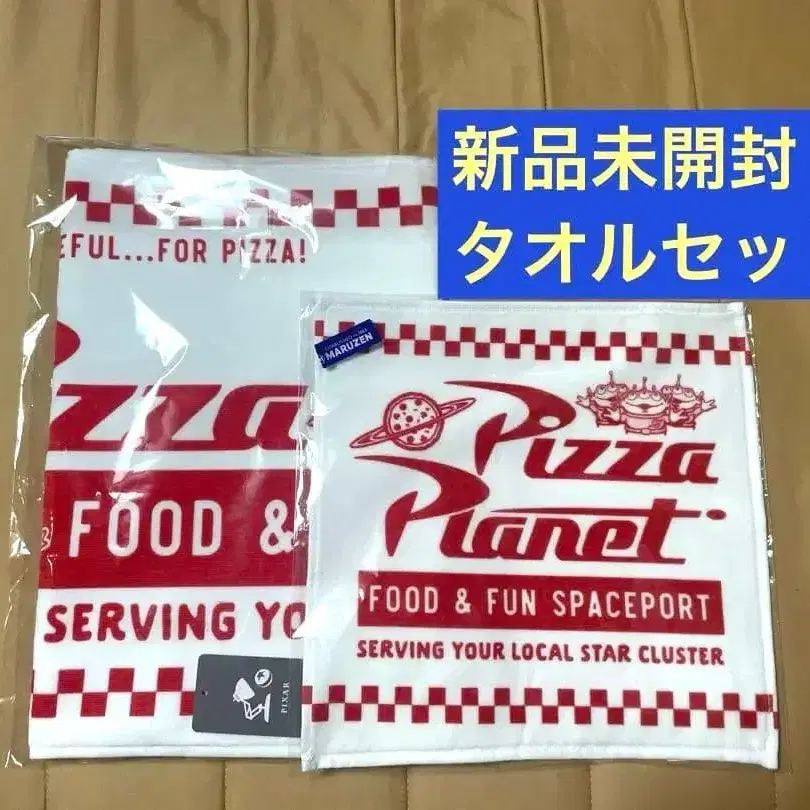 新品未開封
タオルセッ
EFUL...FOR PIZZA!
izza
FOOD &
SERVING YO
PIXAR
MARUZEN
Pizza
Planet
FOOD & FUN SPACEPORT
SERVING YOUR LOCAL STAR CLUSTER